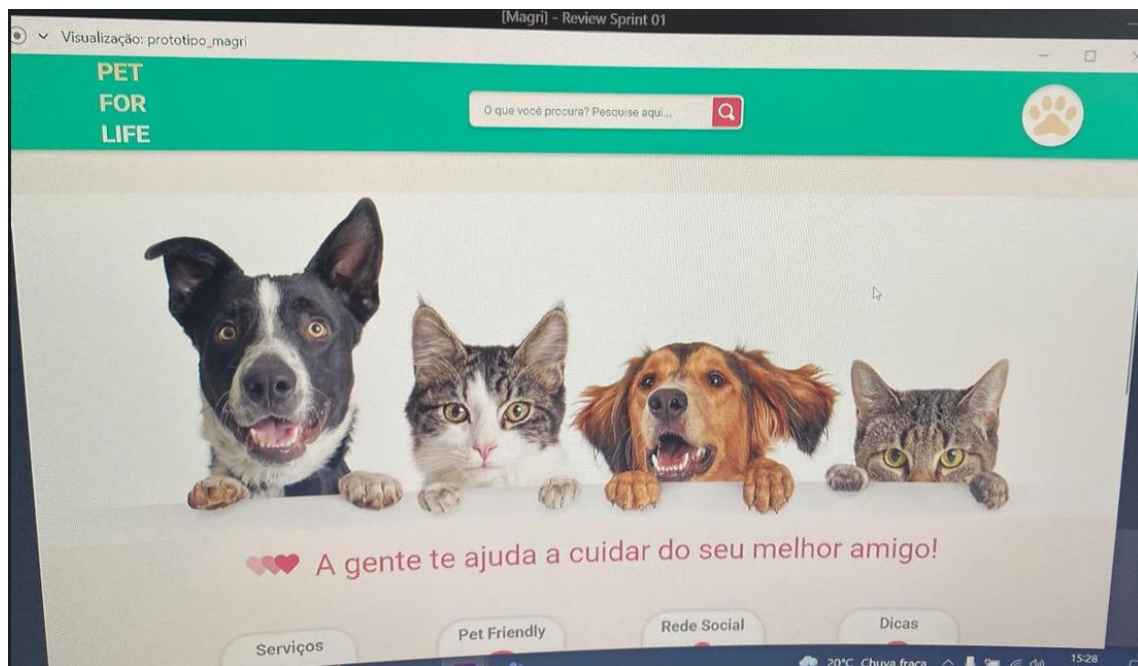 [Magri] - Review Sprint 01
Visualização: prototipo_magri
PET
FOR
LIFE
O que você procura? Pesquise aqui...
A gente te ajuda a cuidar do seu melhor amigo!
Serviços
Pet Friendly
Rede Social
Dicas
20°C Chuva fraca
15:28